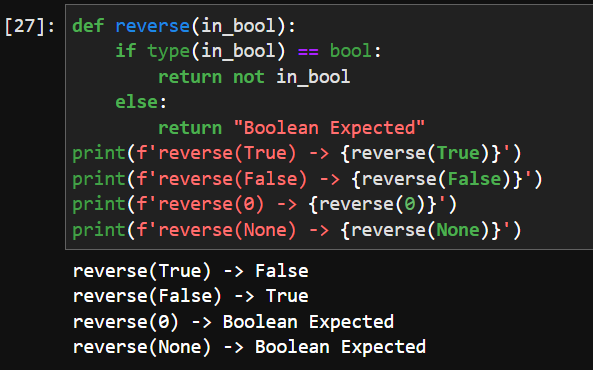 [27]: def reverse(in_bool):
    if type(in_bool) == bool:
        return not in_bool
    else:
        return "Boolean Expected"
print(f'reverse(True) -> {reverse(True)}')
print(f'reverse(False) -> {reverse(False)}')
print(f'reverse(0) -> {reverse(0)}')
print(f'reverse(None) -> {reverse(None)}')
reverse(True) -> False
reverse(False) -> True
reverse(0) -> Boolean Expected
reverse(None) -> Boolean Expected